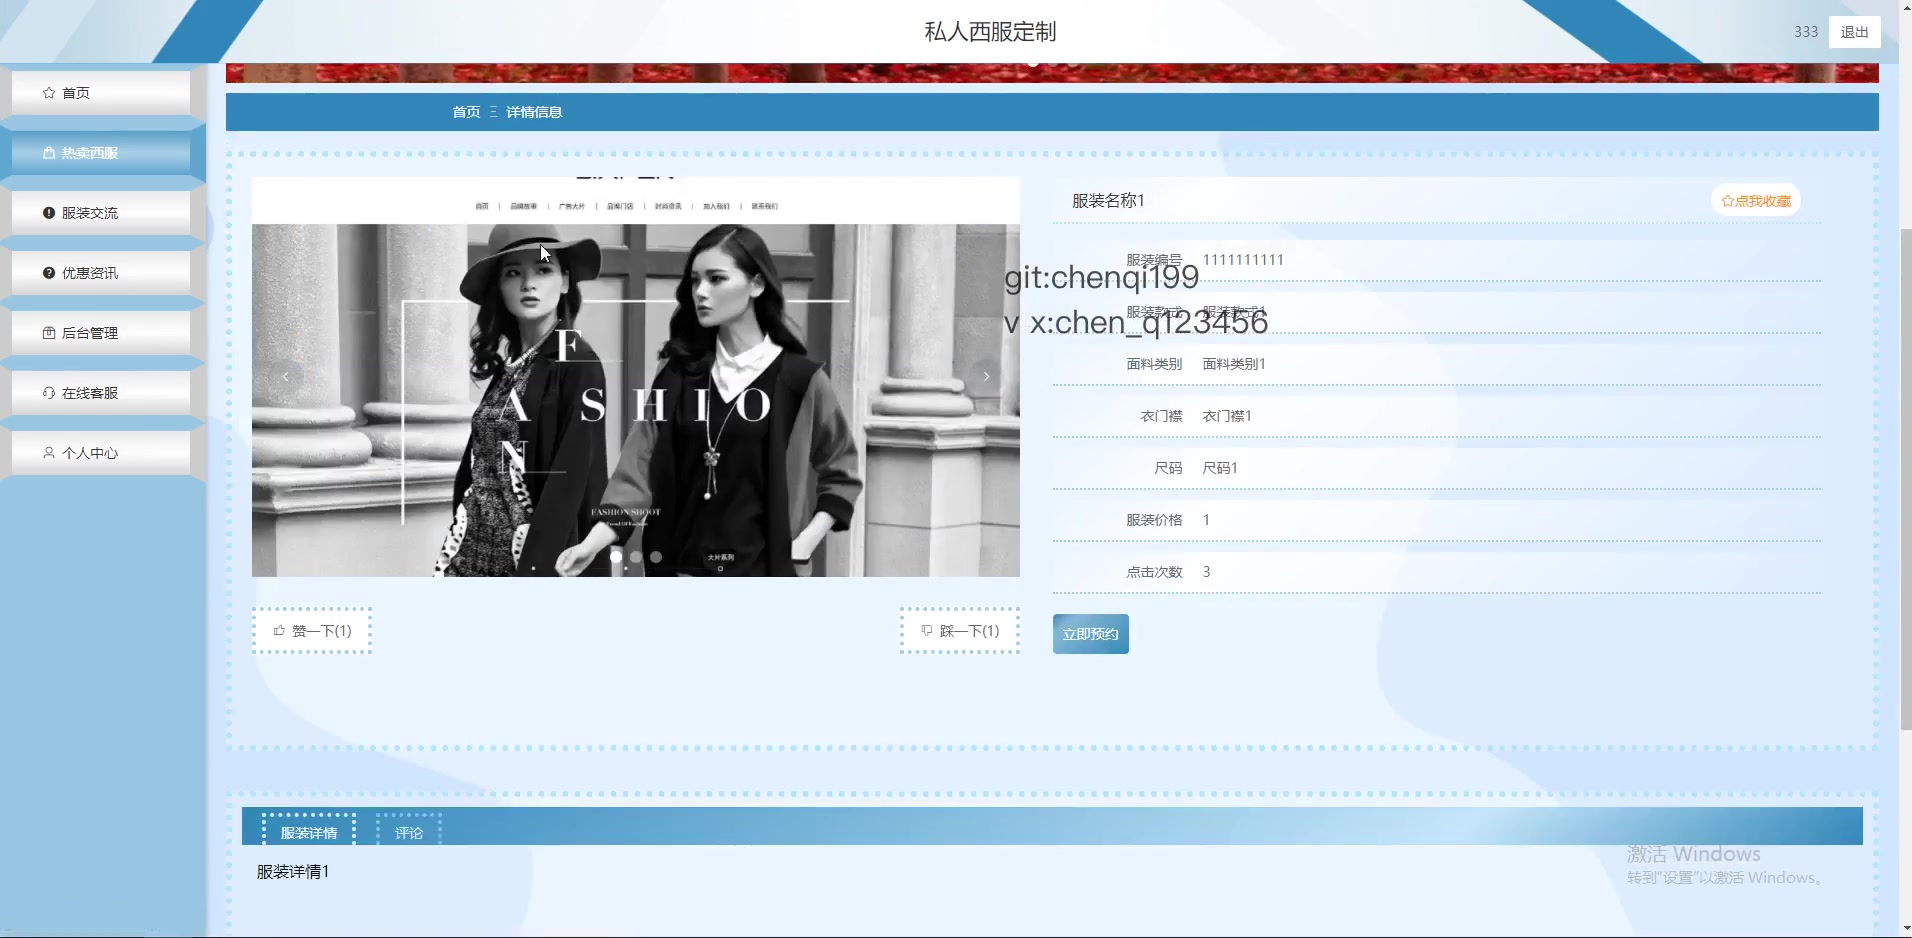 私人西服定制
333 退出
首页
热卖西服
服装交流
优惠资讯
后台管理
在线客服
个人中心
首页 Ξ 详情信息
首页 | 品牌故事 | 广告大片 | 品牌门店 | 时尚资讯 | 加入我们 | 联系我们
F
A SHIO
N
FASHION SHOOT
Trend Of Fashion
大片系列
赞一下(1)
踩一下(1)
服装名称1
点我收藏
服装编号 1111111111
git:chenqi199
服装款式 服装款式1
v x:chen_q123456
面料类别 面料类别1
衣门襟 衣门襟1
尺码 尺码1
服装价格 1
点击次数 3
立即预约
服装详情 评论
服装详情1
激活 Windows
转到"设置"以激活 Windows。